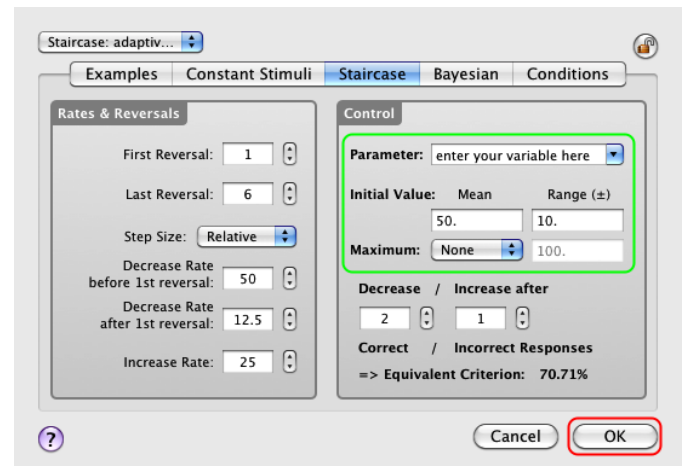 Staircase: adaptiv...
Examples Constant Stimuli Staircase Bayesian Conditions
Rates & Reversals
First Reversal: 1
Last Reversal: 6
Step Size: Relative
Decrease Rate
before 1st reversal: 50
Decrease Rate
after 1st reversal: 12.5
Increase Rate: 25
Control
Parameter: enter your variable here
Initial Value: Mean Range (±)
50. 10.
Maximum: None 100.
Decrease / Increase after
2 1
Correct / Incorrect Responses
=> Equivalent Criterion: 70.71%
?
Cancel OK